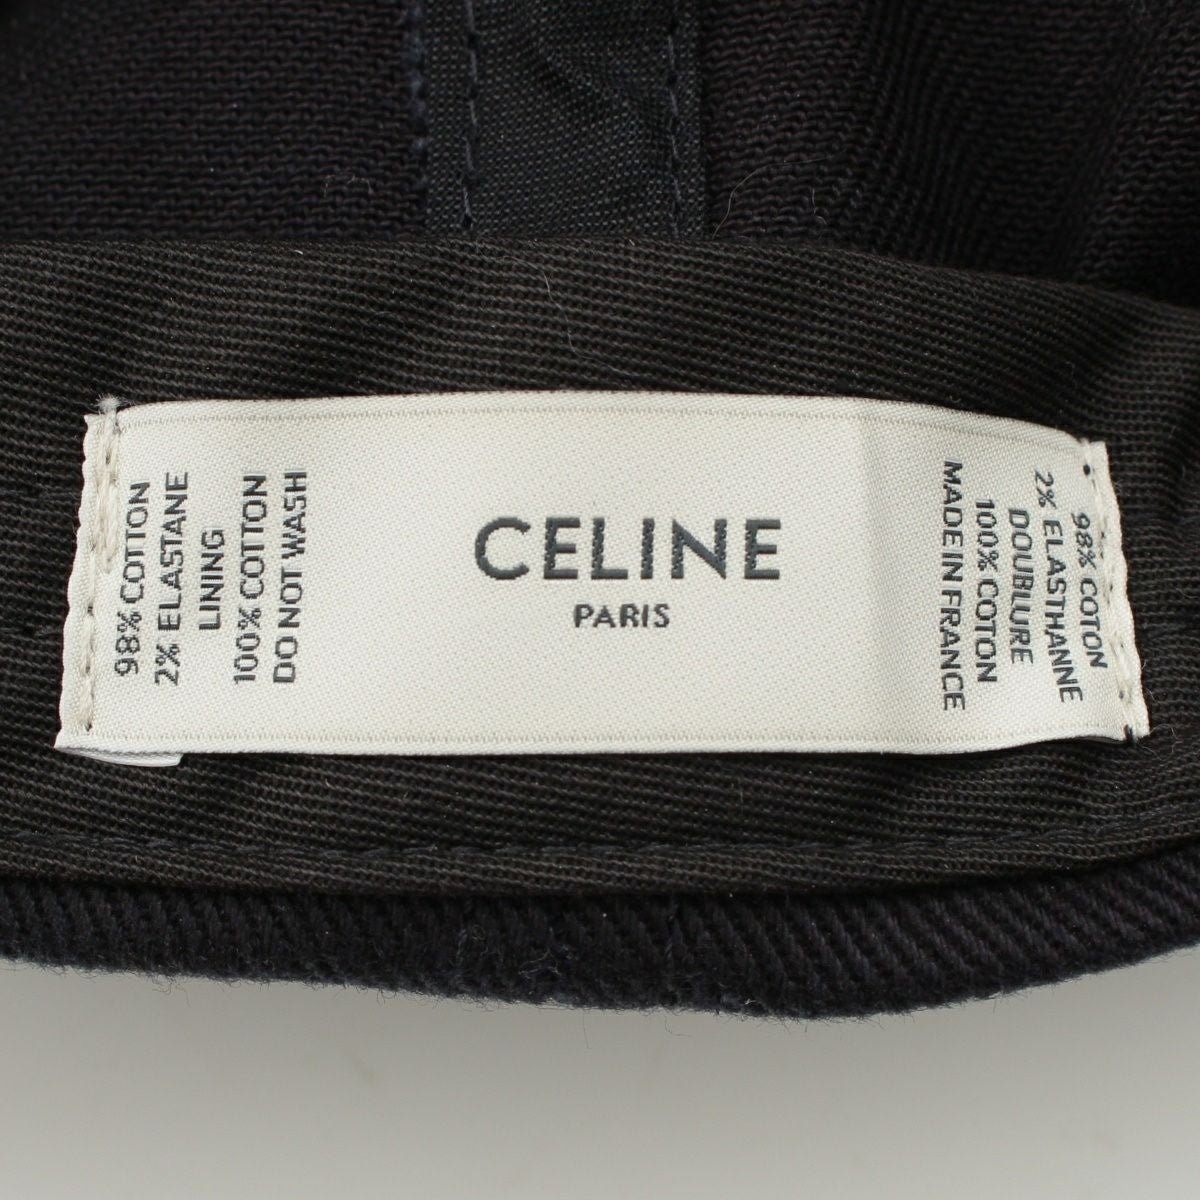 98% COTTON
2% ELASTANE
LINING
100% COTTON
DO NOT WASH
CELINE
PARIS
98% COTON
2% ELASTHANNE
DOUBLURE
100% COTON
MADE IN FRANCE